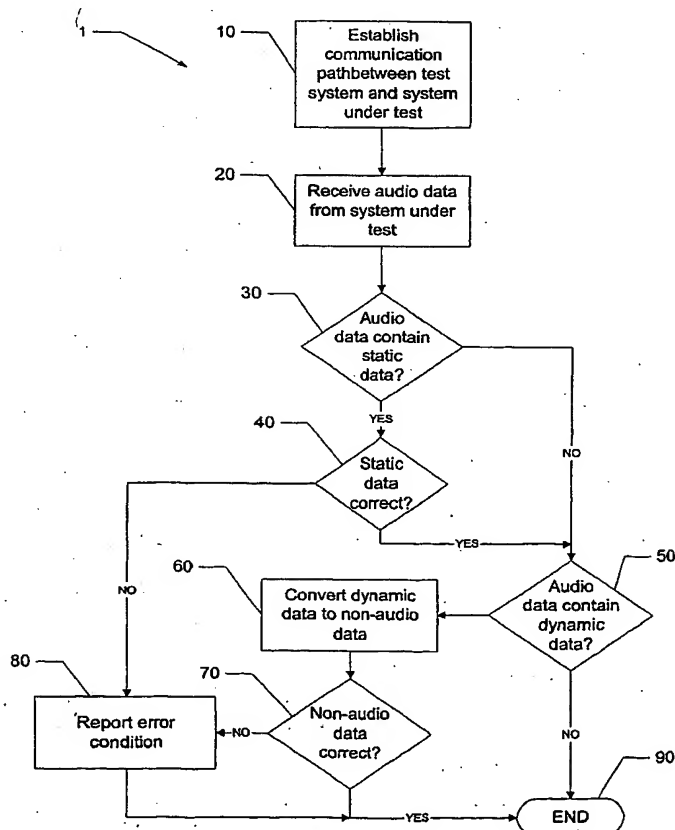 1
10
Establish
communication
pathbetween test
system and system
under test
20
Receive audio data
from system under
test
30
Audio
data contain
static
data?
YES
NO
40
Static
data
correct?
YES
NO
50
Audio
data contain
dynamic
data?
60
Convert dynamic
data to non-audio
data
70
Non-audio
data
correct?
NO
80
Report error
condition
NO
YES
90
END